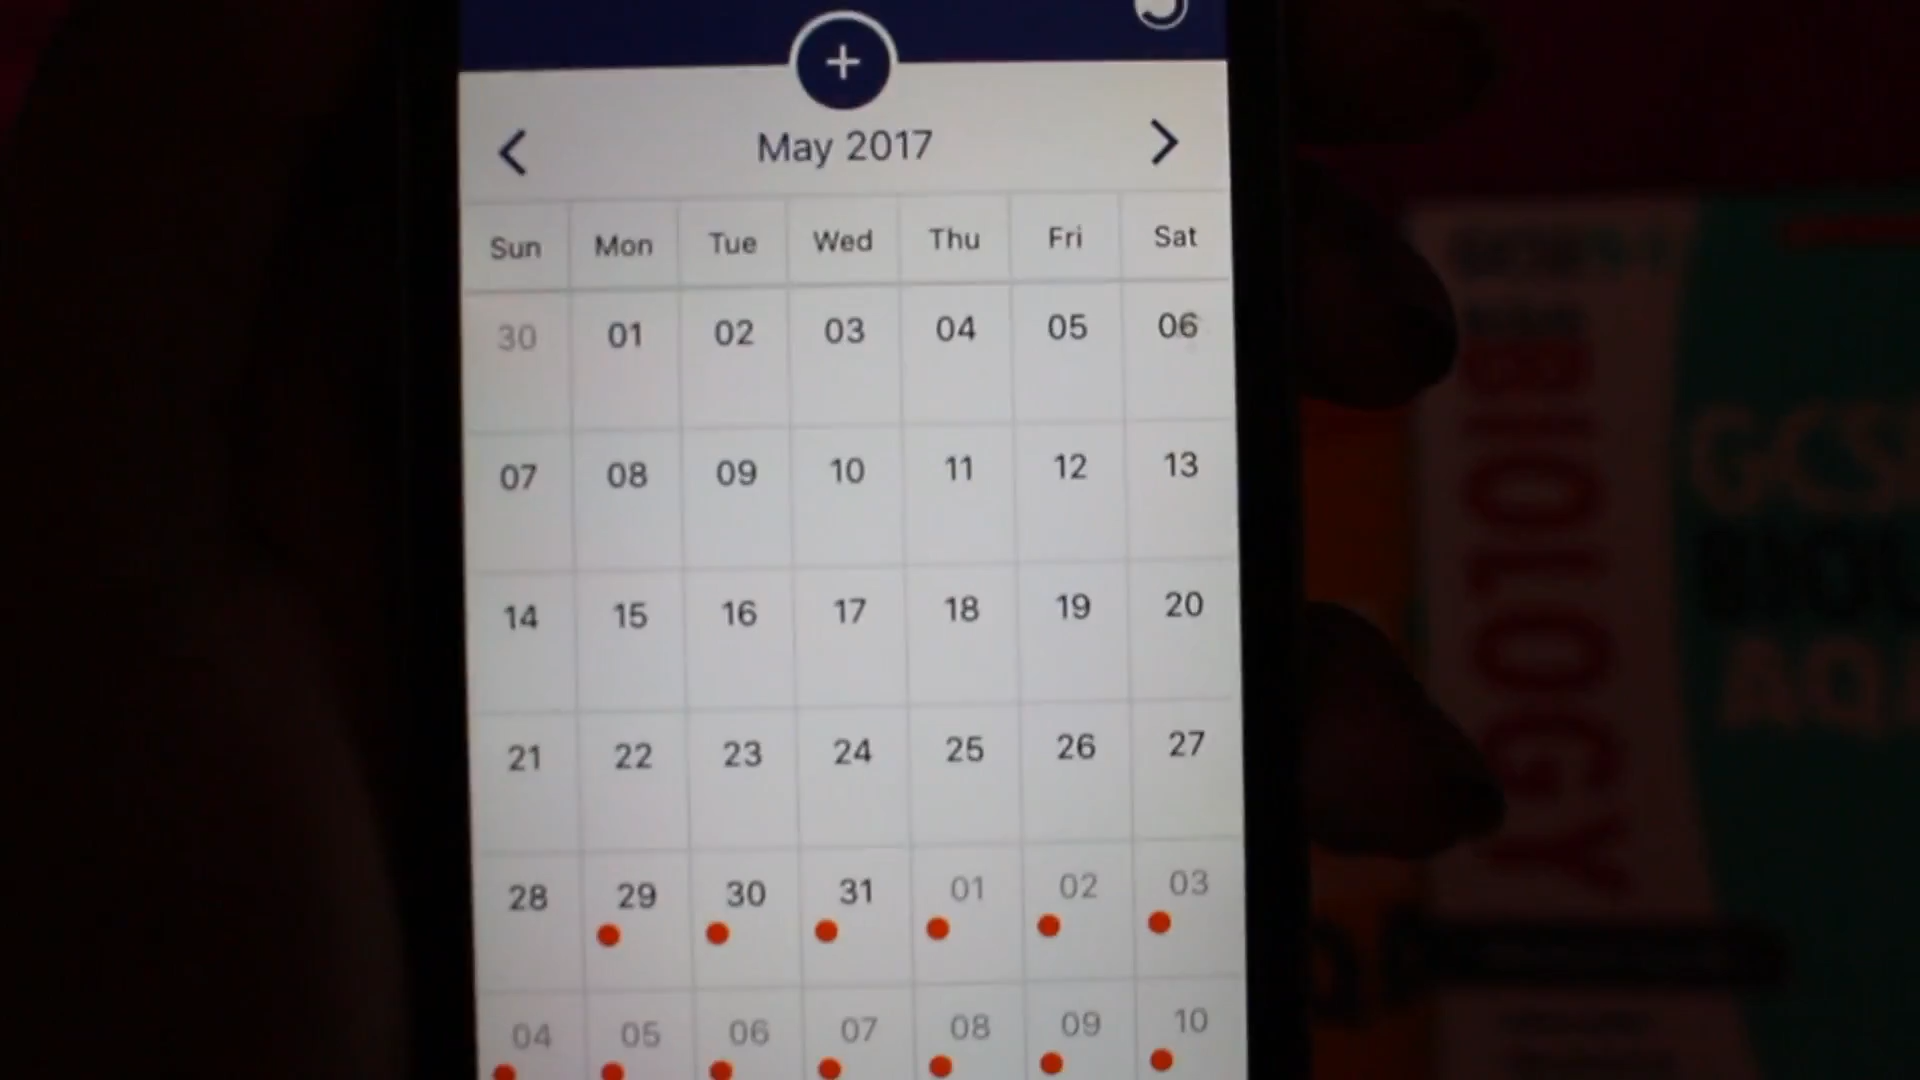 +
May 2017
Sun Mon Tue Wed Thu Fri Sat
30 01 02 03 04 05 06
07 08 09 10 11 12 13
14 15 16 17 18 19 20
21 22 23 24 25 26 27
28 29 30 31 01 02 03
04 05 06 07 08 09 10
BIOLOGY
GCS
AQA